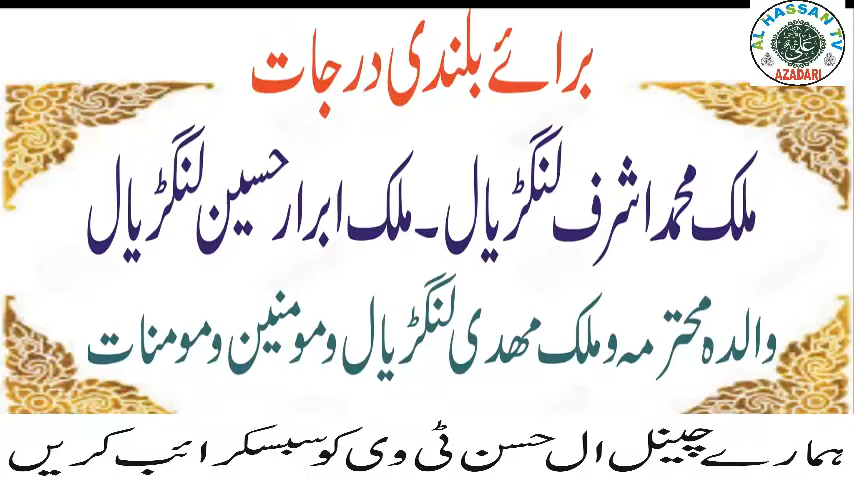 AL HASSAN TV
AZADARI
برائے بلندی درجات
ملک محمد اشرف لنگڑیال۔ ملک ابرار حسین لنگڑیال
والدہ محترمہ و ملک مھدی لنگڑیال و مومنین و مومنات
ہمارے چینل ال حسن ٹی وی کو سبسکرائب کریں